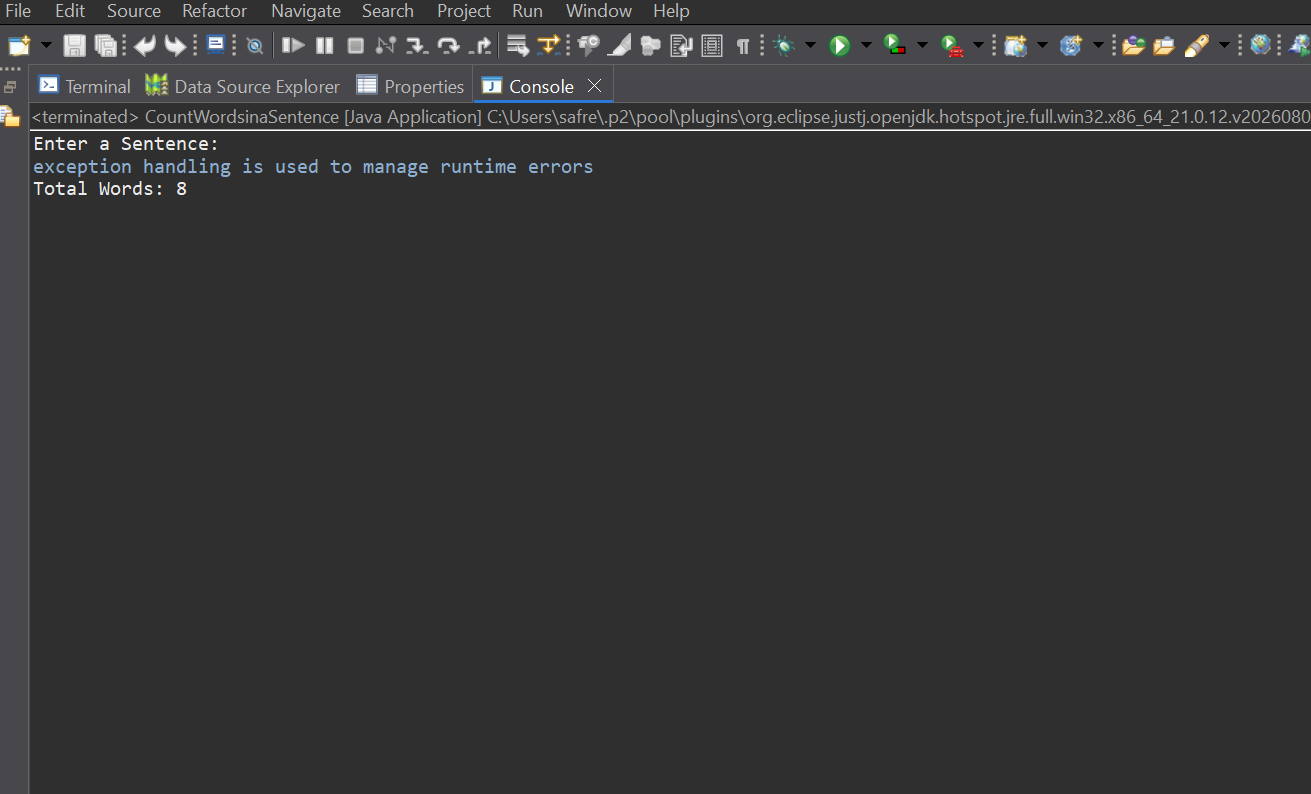 File Edit Source Refactor Navigate Search Project Run Window Help
Terminal Data Source Explorer Properties Console
<terminated> CountWordsinaSentence [Java Application] C:\Users\safre\.p2\pool\plugins\org.eclipse.justj.openjdk.hotspot.jre.full.win32.x86_64_21.0.12.v2026080
Enter a Sentence:
exception handling is used to manage runtime errors
Total Words: 8